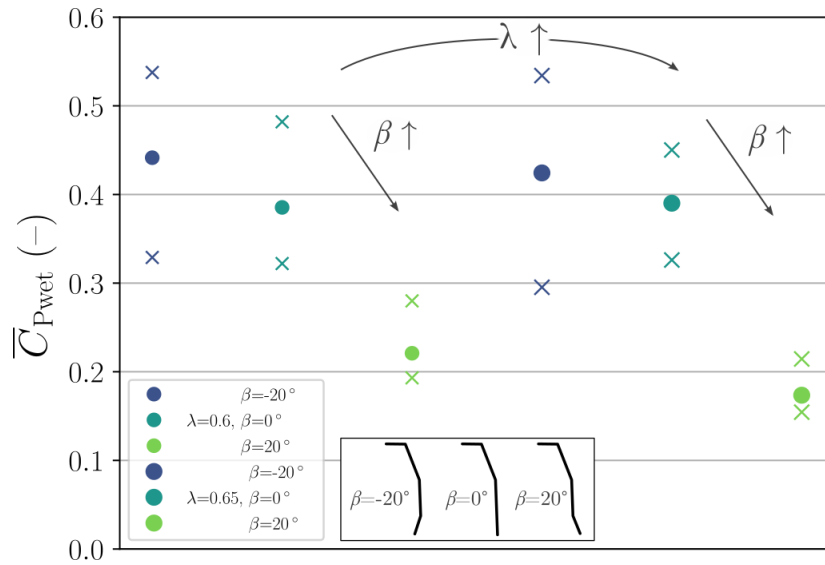 0.6
0.5
0.4
0.3
0.2
0.1
0.0
C̅Pwet (−)
λ ↑
β ↑
β ↑
β=-20°
λ=0.6, β=0°
β=20°
β=-20°
λ=0.65, β=0°
β=20°
β=-20° β=0° β=20°